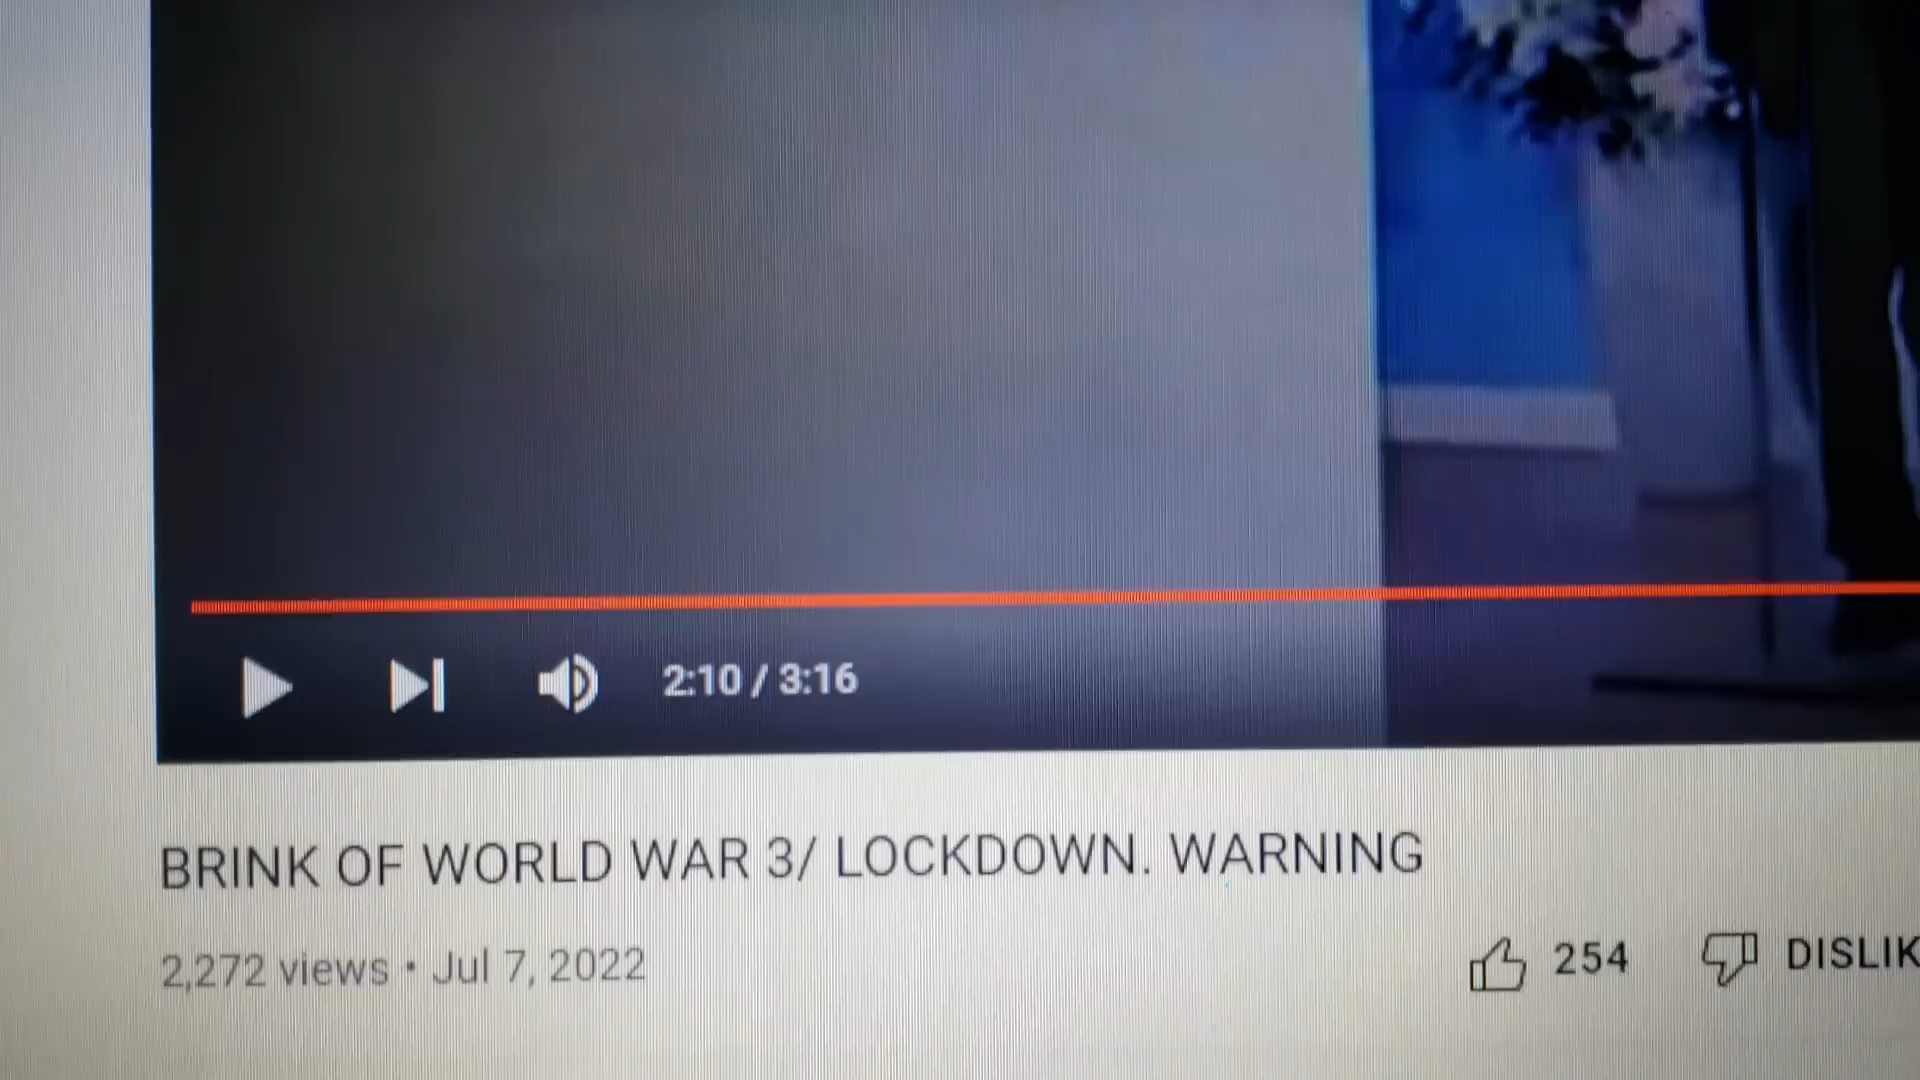 2:10 / 3:16
BRINK OF WORLD WAR 3/ LOCKDOWN. WARNING
2,272 views • Jul 7, 2022
254 DISLIK